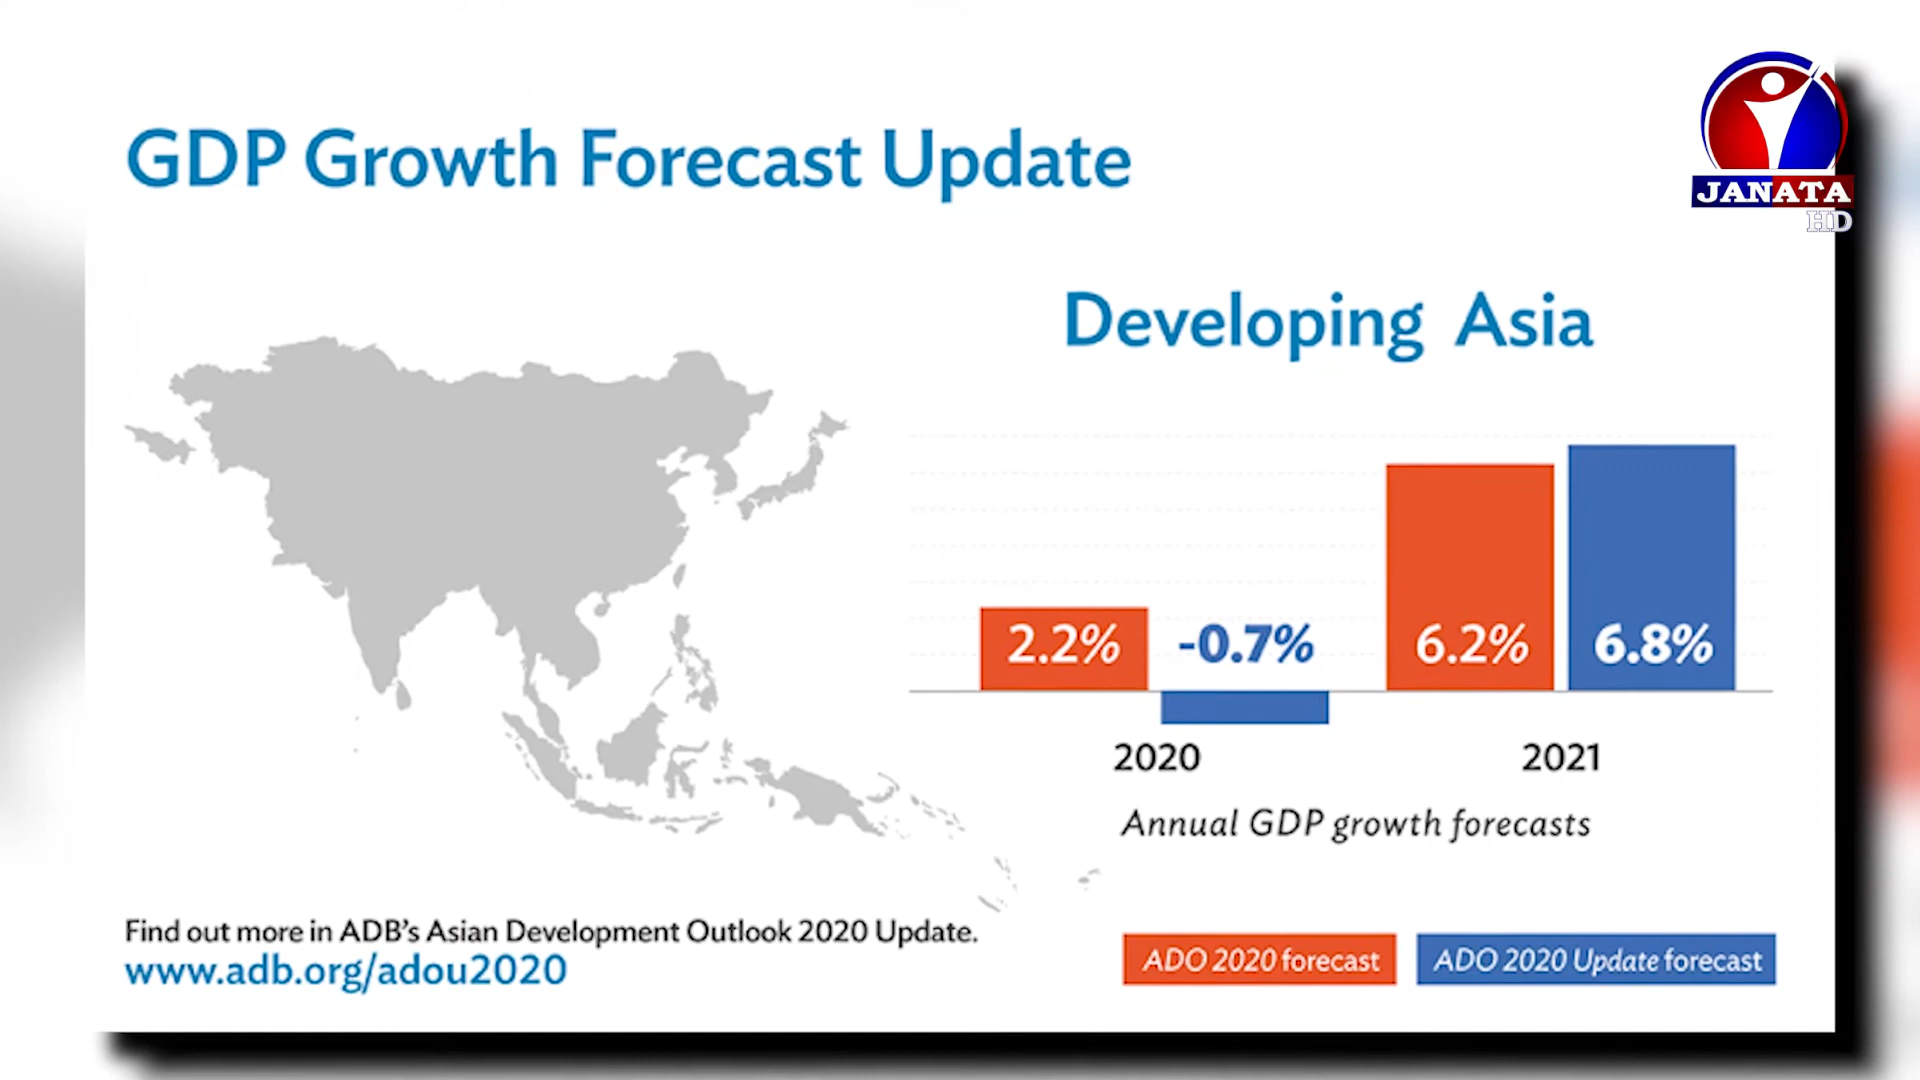 JANATA
HD
GDP Growth Forecast Update
Developing Asia
2.2%
-0.7%
6.2%
6.8%
2020
2021
Annual GDP growth forecasts
Find out more in ADB's Asian Development Outlook 2020 Update.
www.adb.org/adou2020
ADO 2020 forecast
ADO 2020 Update forecast